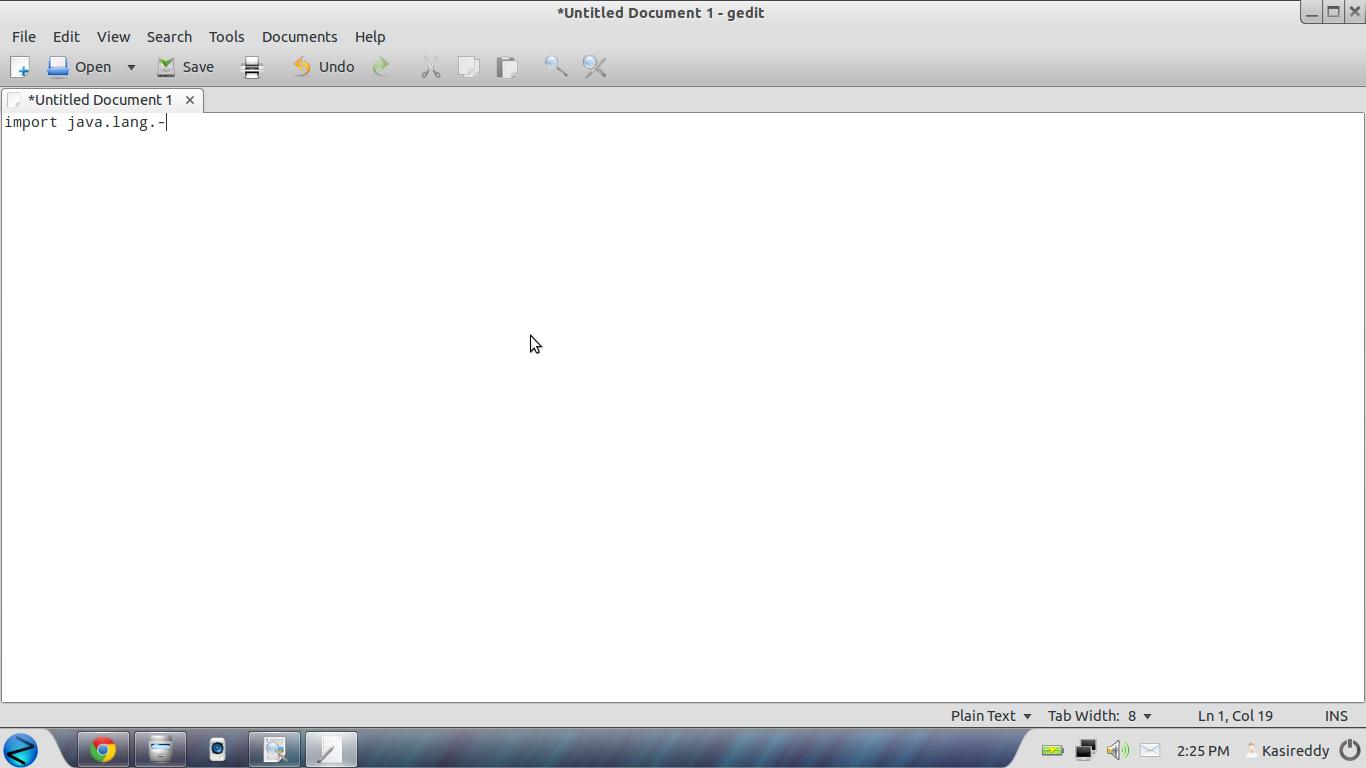 *Untitled Document 1 - gedit
File Edit View Search Tools Documents Help
Open Save Undo
*Untitled Document 1
import java.lang.-
Plain Text Tab Width: 8 Ln 1, Col 19 INS
2:25 PM Kasireddy